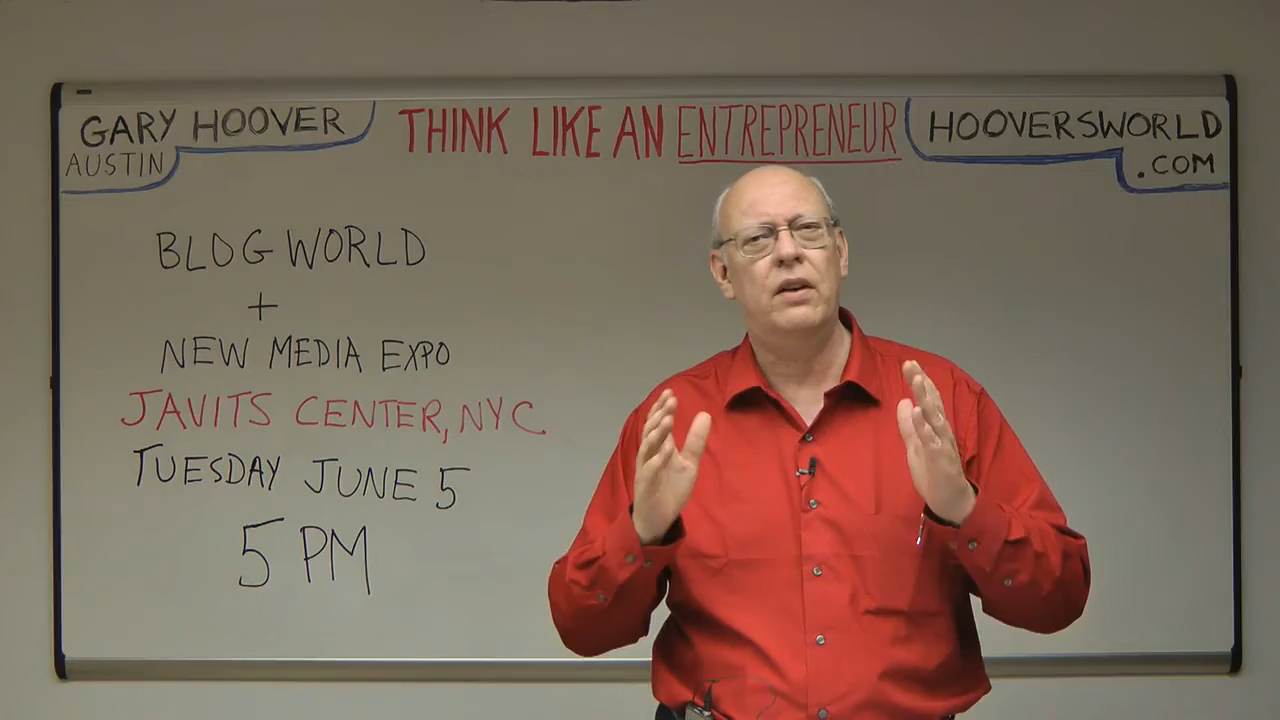 GARY HOOVER
AUSTIN
THINK LIKE AN ENTREPRENEUR
HOOVERSWORLD
.COM
BLOG WORLD
+
NEW MEDIA EXPO
JAVITS CENTER, NYC
TUESDAY JUNE 5
5 PM